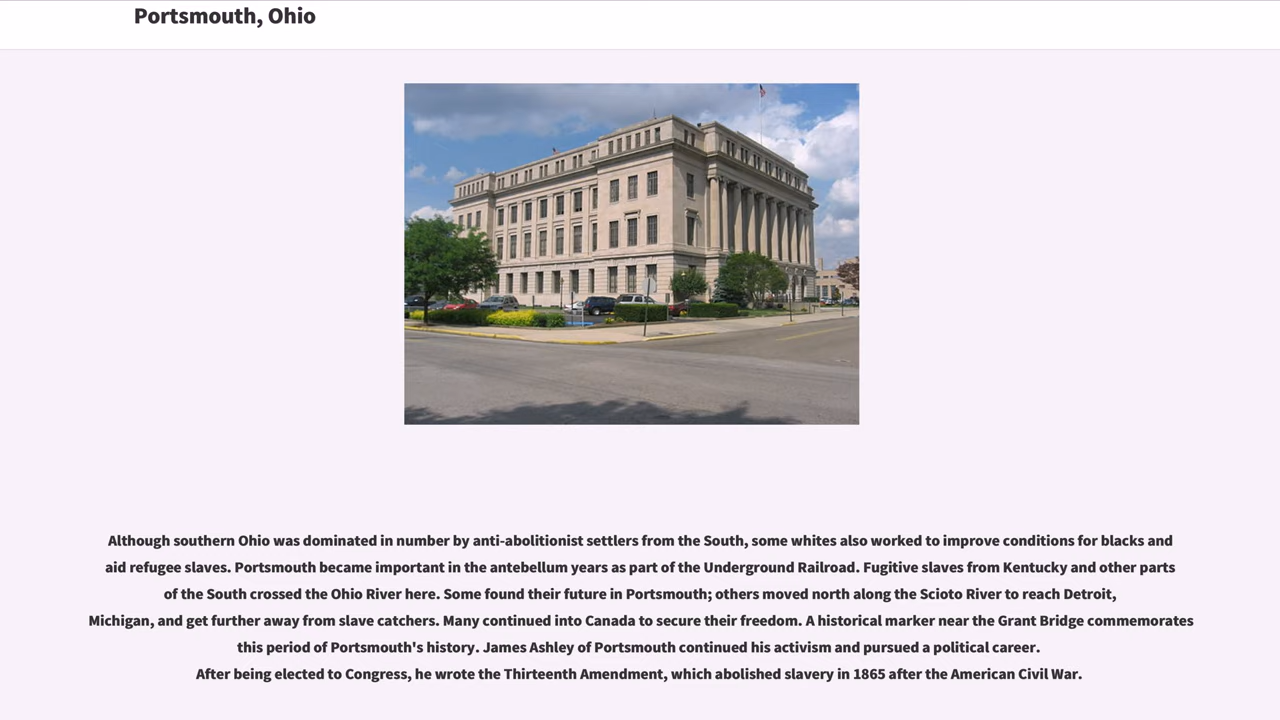 Portsmouth, Ohio
Although southern Ohio was dominated in number by anti-abolitionist settlers from the South, some whites also worked to improve conditions for blacks and
aid refugee slaves. Portsmouth became important in the antebellum years as part of the Underground Railroad. Fugitive slaves from Kentucky and other parts
of the South crossed the Ohio River here. Some found their future in Portsmouth; others moved north along the Scioto River to reach Detroit,
Michigan, and get further away from slave catchers. Many continued into Canada to secure their freedom. A historical marker near the Grant Bridge commemorates
this period of Portsmouth's history. James Ashley of Portsmouth continued his activism and pursued a political career.
After being elected to Congress, he wrote the Thirteenth Amendment, which abolished slavery in 1865 after the American Civil War.